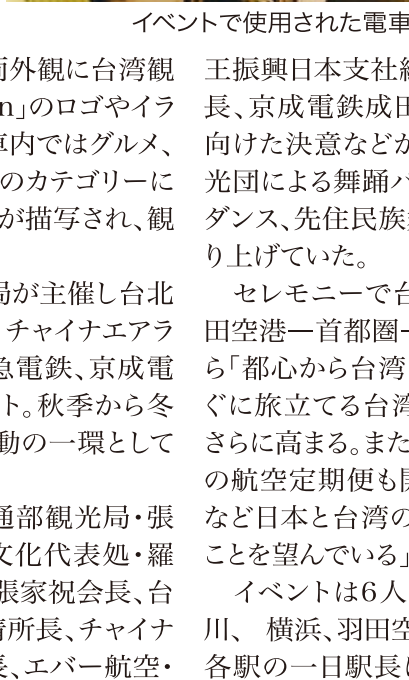 イベントで使用された電車
面外観に台湾観
n」のロゴやイラ
車内ではグルメ、
のカテゴリーに
が描写され、観
局が主催し台北
チャイナエアラ
急電鉄、京成電
ト。秋季から冬
動の一環として
通部観光局・張
文化代表処・羅
張家祝会長、台
所長、チャイナ
長、エバー航空・
王振興日本支社総
長、京成電鉄成田
向けた決意などが
光団による舞踊パ
ダンス、先住民族
り上げていた。
セレモニーで台
田空港―首都圏
ら「都心から台湾
ぐに旅立てる台湾
さらに高まる。また
の航空定期便も
など日本と台湾の
ことを望んでいる」
イベントは6人
川、 横浜、羽田空
各駅の一日駅長